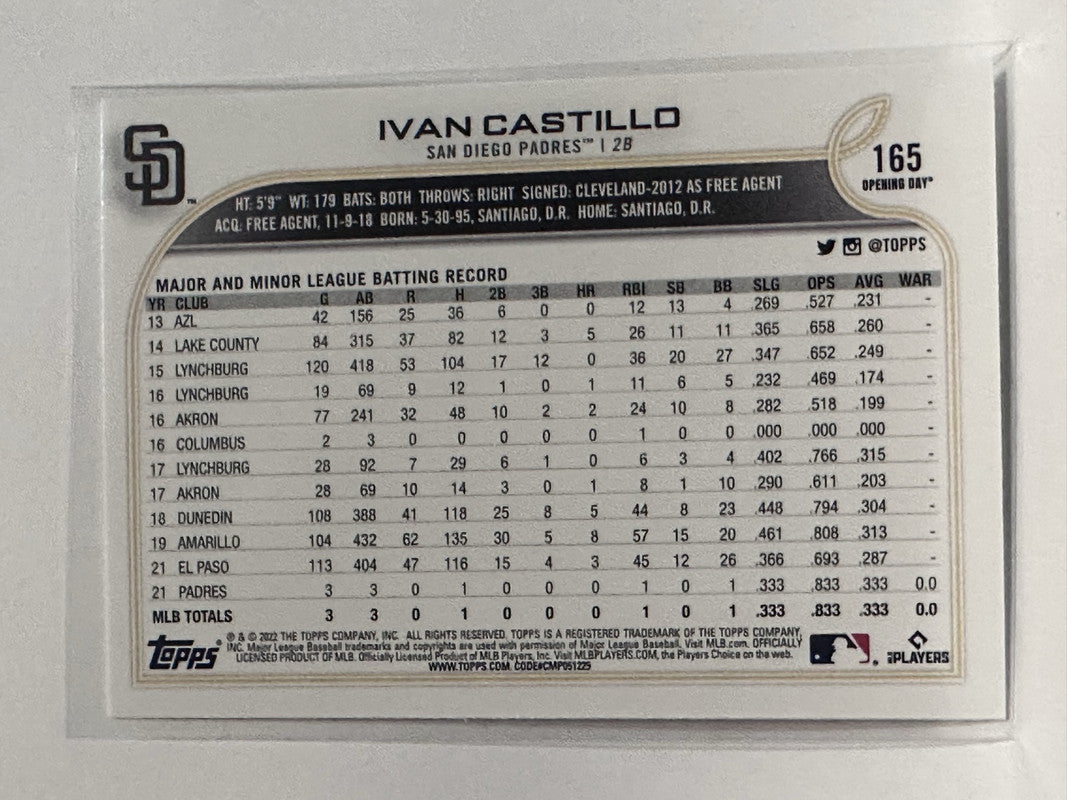 SD™
IVAN CASTILLO
SAN DIEGO PADRES™ | 2B
165
OPENING DAY®
HT: 5'9" WT: 179 BATS: BOTH THROWS: RIGHT SIGNED: CLEVELAND-2012 AS FREE AGENT
ACQ: FREE AGENT, 11-9-18 BORN: 5-30-95, SANTIAGO, D.R. HOME: SANTIAGO, D.R.
@TOPPS
MAJOR AND MINOR LEAGUE BATTING RECORD
YR CLUB G AB R H 2B 3B HR RBI SB BB SLG OPS AVG WAR
13 AZL 42 156 25 36 6 0 0 12 13 4 .269 .527 .231 -
14 LAKE COUNTY 84 315 37 82 12 3 5 26 11 11 .365 .658 .260 -
15 LYNCHBURG 120 418 53 104 17 12 0 36 20 27 .347 .652 .249 -
16 LYNCHBURG 19 69 9 12 1 0 1 11 6 5 .232 .469 .174 -
16 AKRON 77 241 32 48 10 2 2 24 10 8 .282 .518 .199 -
16 COLUMBUS 2 3 0 0 0 0 0 1 0 0 .000 .000 .000 -
17 LYNCHBURG 28 92 7 29 6 1 0 6 3 4 .402 .766 .315 -
17 AKRON 28 69 10 14 3 0 1 8 1 10 .290 .611 .203 -
18 DUNEDIN 108 388 41 118 25 8 5 44 8 23 .448 .794 .304 -
19 AMARILLO 104 432 62 135 30 5 8 57 15 20 .461 .808 .313 -
21 EL PASO 113 404 47 116 15 4 3 45 12 26 .366 .693 .287 -
21 PADRES 3 3 0 1 0 0 0 1 0 1 .333 .833 .333 0.0
MLB TOTALS 3 3 0 1 0 0 0 1 0 1 .333 .833 .333 0.0
Topps®
® & © 2022 THE TOPPS COMPANY, INC. ALL RIGHTS RESERVED. TOPPS IS A REGISTERED TRADEMARK OF THE TOPPS COMPANY,
INC. Major League Baseball trademarks and copyrights are used with permission of Major League Baseball. Visit MLB.com. OFFICIALLY
LICENSED PRODUCT OF MLB. Officially Licensed Product of MLB Players, Inc. Visit MLBPLAYERS.COM, the Players Choice on the web.
WWW.TOPPS.COM. CODE#CMP051225
PLAYERS